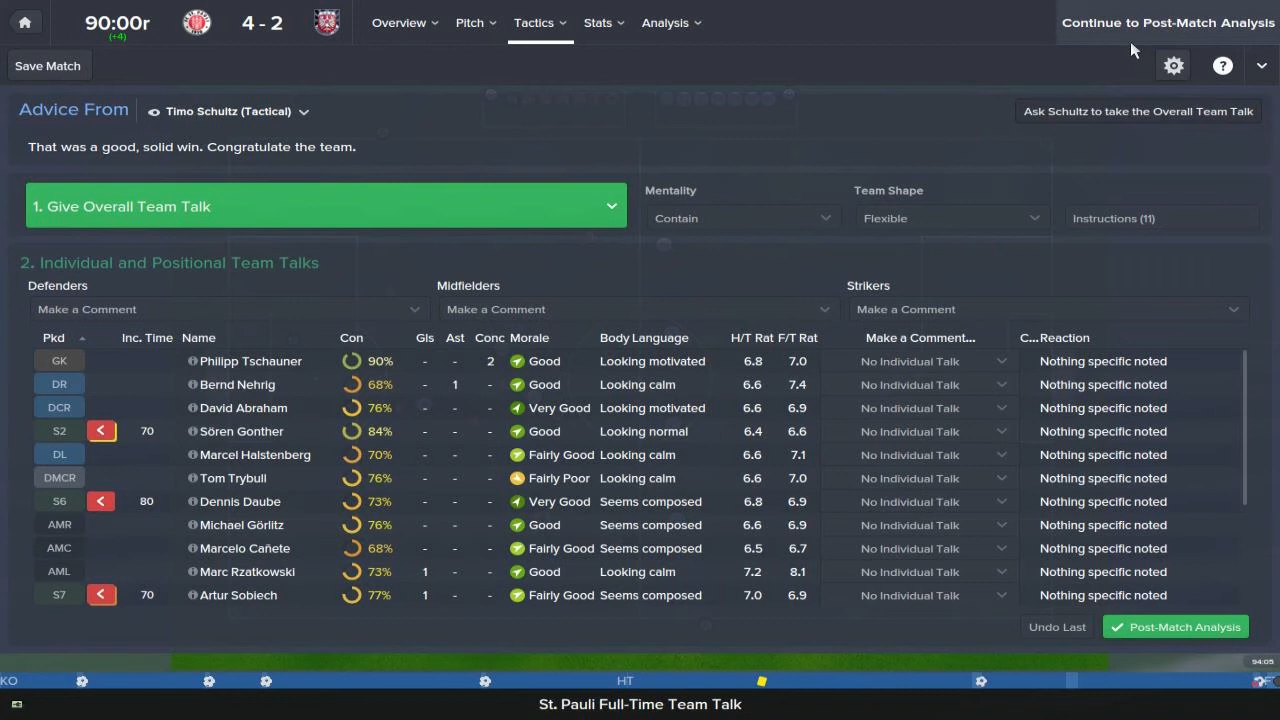 90:00r
(+4)
4 - 2
Overview
Pitch
Tactics
Stats
Analysis
Continue to Post-Match Analysis
Save Match
?
Advice From
Timo Schultz (Tactical)
Ask Schultz to take the Overall Team Talk
That was a good, solid win. Congratulate the team.
1. Give Overall Team Talk
Mentality
Contain
Team Shape
Flexible
Instructions (11)
2. Individual and Positional Team Talks
Defenders
Midfielders
Strikers
Make a Comment
Make a Comment
Make a Comment
Pkd Inc. Time Name Con Gls Ast Conc Morale Body Language H/T Rat F/T Rat Make a Comment... C... Reaction
GK Philipp Tschauner 90% - - 2 Good Looking motivated 6.8 7.0 No Individual Talk Nothing specific noted
DR Bernd Nehrig 68% - 1 - Good Looking calm 6.6 7.4 No Individual Talk Nothing specific noted
DCR David Abraham 76% - - - Very Good Looking motivated 6.6 6.9 No Individual Talk Nothing specific noted
S2 < 70 Sören Gonther 84% - - - Good Looking normal 6.4 6.6 No Individual Talk Nothing specific noted
DL Marcel Halstenberg 70% - - - Fairly Good Looking calm 6.6 7.1 No Individual Talk Nothing specific noted
DMCR Tom Trybull 76% - - - Fairly Poor Looking calm 6.6 7.0 No Individual Talk Nothing specific noted
S6 < 80 Dennis Daube 73% - - - Very Good Seems composed 6.8 6.9 No Individual Talk Nothing specific noted
AMR Michael Görlitz 76% - - - Good Seems composed 6.6 6.9 No Individual Talk Nothing specific noted
AMC Marcelo Cañete 68% - - - Fairly Good Seems composed 6.5 6.7 No Individual Talk Nothing specific noted
AML Marc Rzatkowski 73% 1 - - Good Looking calm 7.2 8.1 No Individual Talk Nothing specific noted
S7 < 70 Artur Sobiech 77% 1 - - Fairly Good Seems composed 7.0 6.9 No Individual Talk Nothing specific noted
Undo Last
Post-Match Analysis
94:05
KO
HT
St. Pauli Full-Time Team Talk